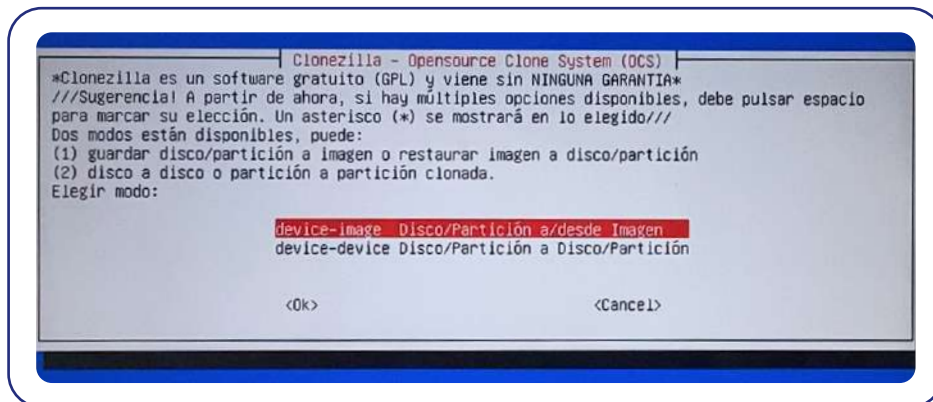 Clonezilla - Opensource Clone System (OCS)
*Clonezilla es un software gratuito (GPL) y viene sin NINGUNA GARANTIA*
///Sugerencia! A partir de ahora, si hay múltiples opciones disponibles, debe pulsar espacio
para marcar su elección. Un asterisco (*) se mostrará en lo elegido///
Dos modos están disponibles, puede:
(1) guardar disco/partición a imagen o restaurar imagen a disco/partición
(2) disco a disco o partición a partición clonada.
Elegir modo:
device-image Disco/Partición a/desde Imagen
device-device Disco/Partición a Disco/Partición
<Ok> <Cancel>